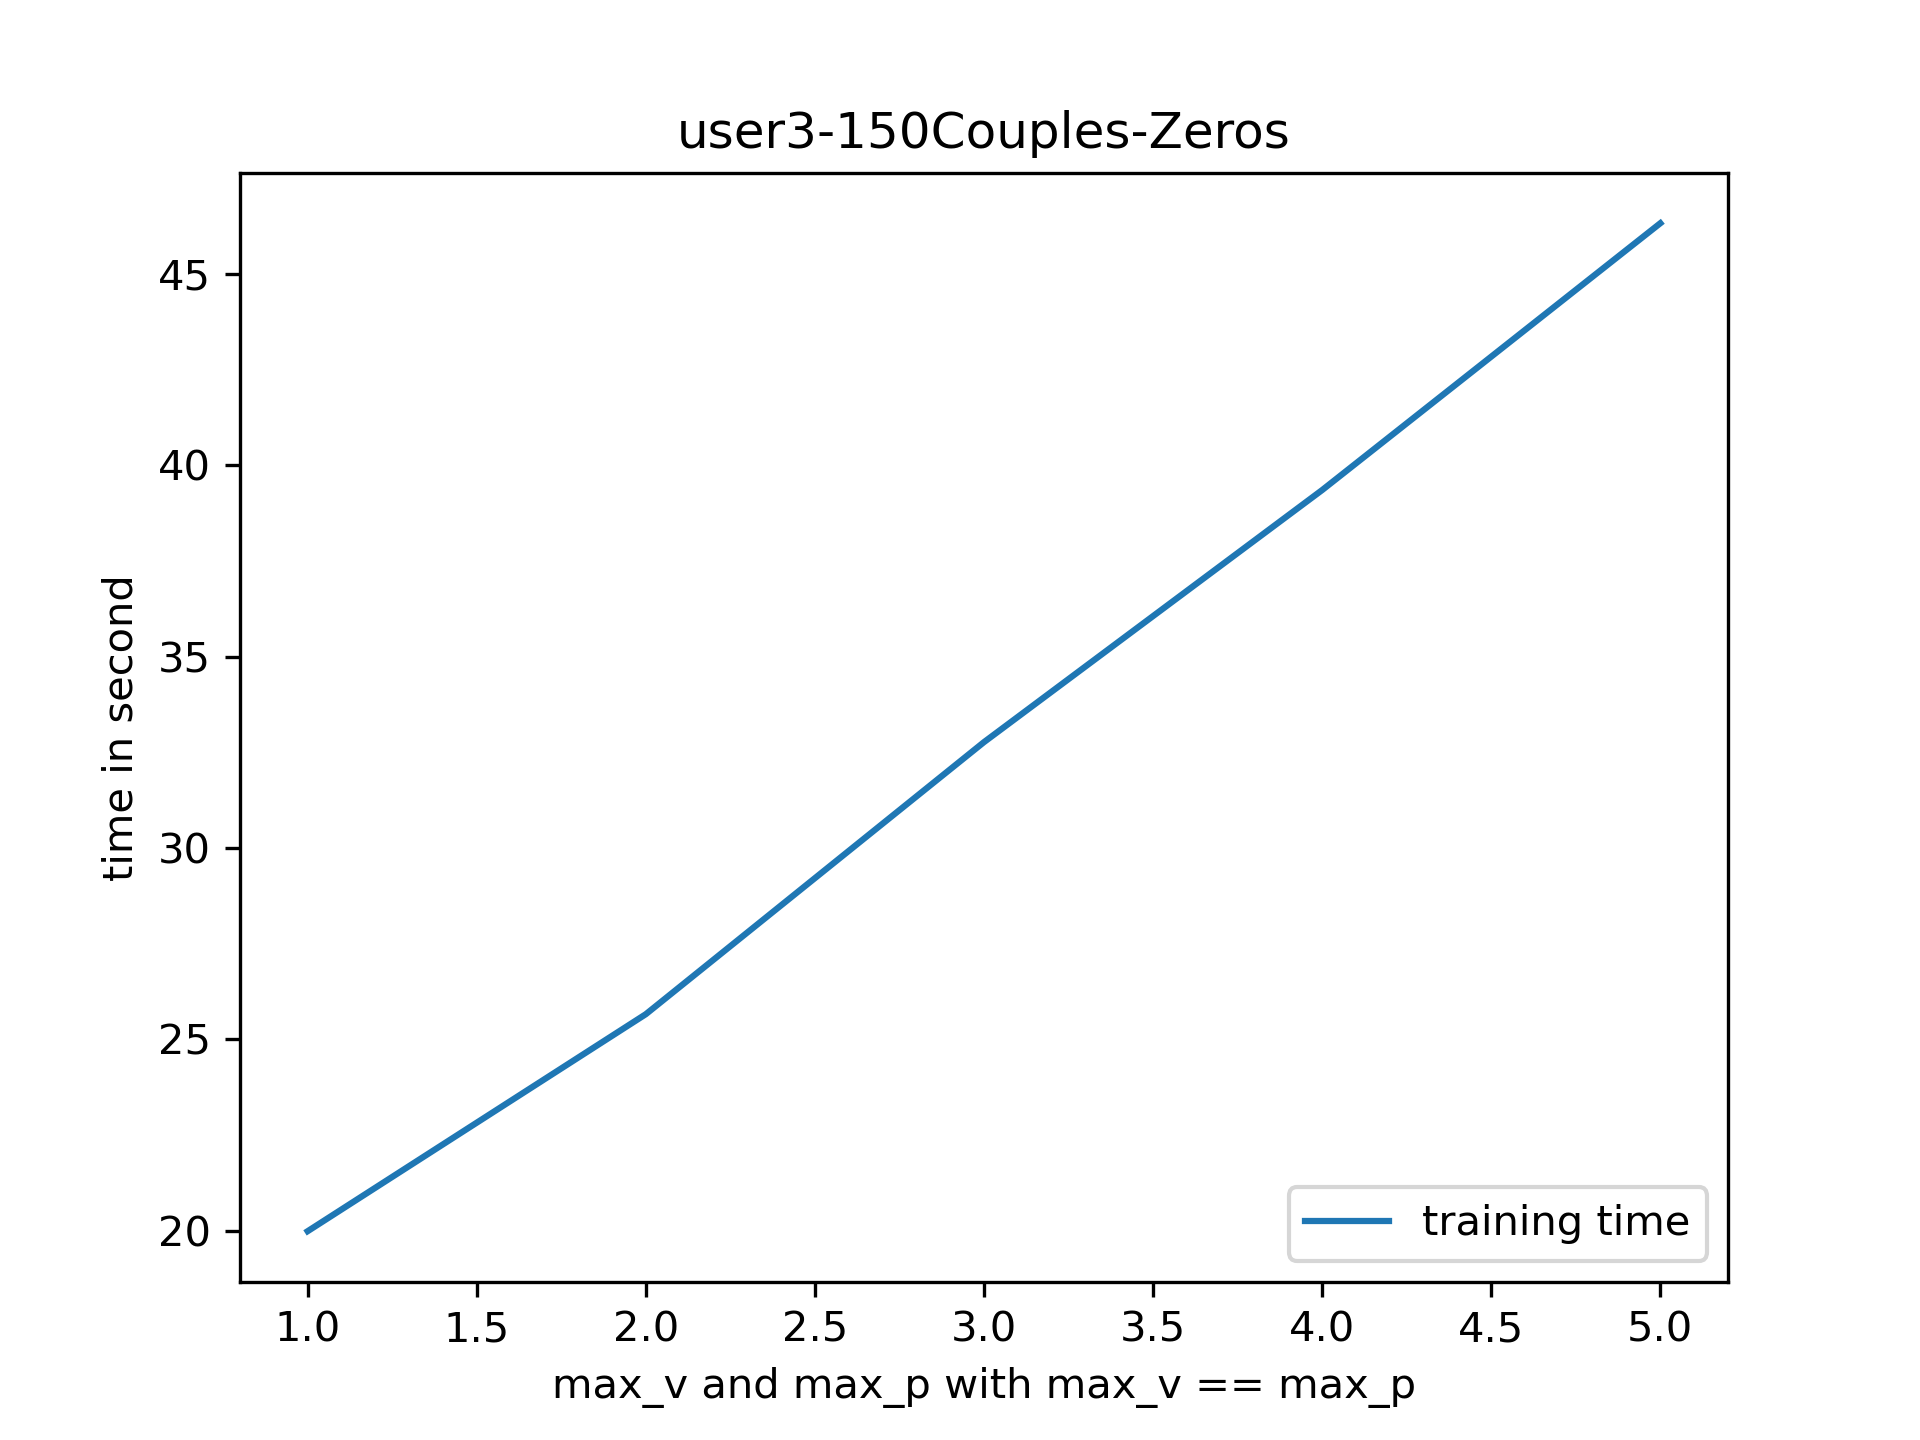 user3-150Couples-Zeros
45
40
35
30
25
20
time in second
training time
1.0 1.5 2.0 2.5 3.0 3.5 4.0 4.5 5.0
max_v and max_p with max_v == max_p